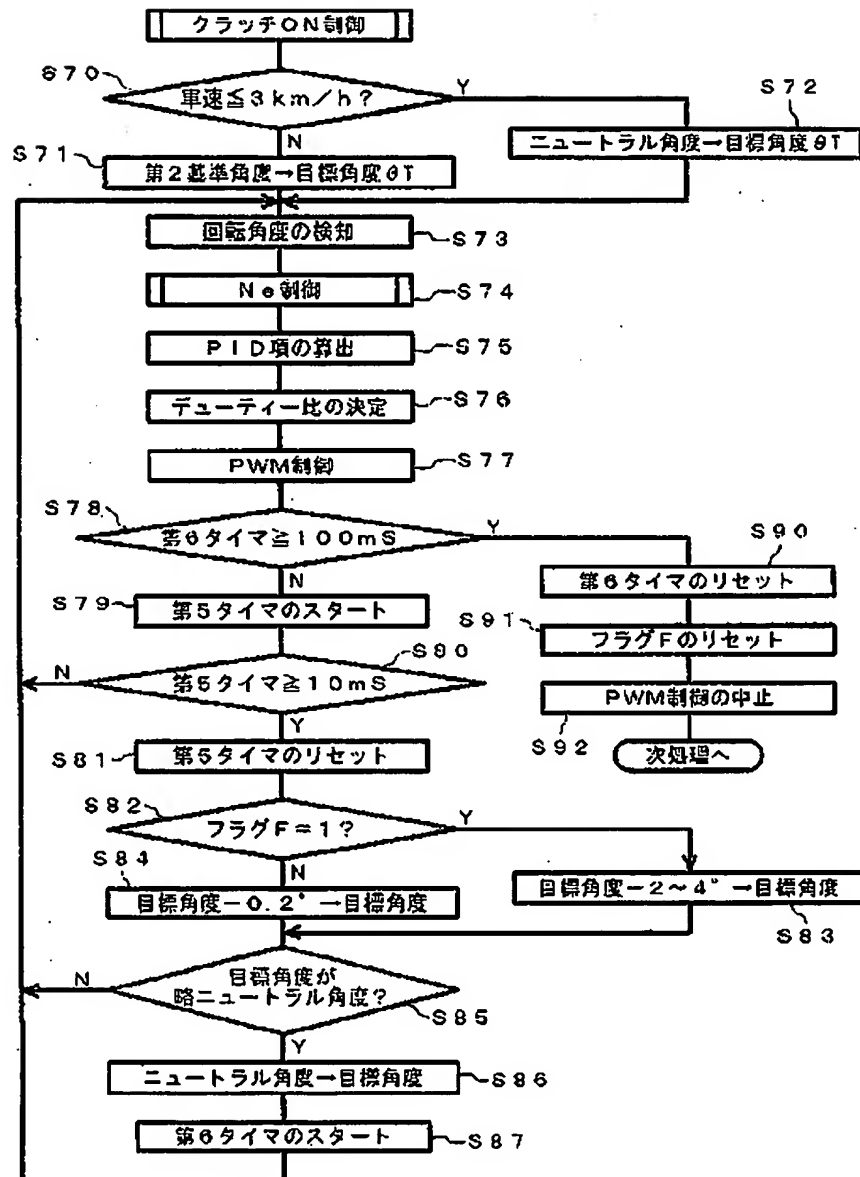 クラッチON制御
S70
車速≦3km/h?
Y
S72
N
ニュートラル角度→目標角度θT
S71
第2基準角度→目標角度θT
回転角度の検知
S73
Ne制御
S74
PID項の算出
S75
デューティー比の決定
S76
PWM制御
S77
S78
第6タイマ≧100mS
Y
S90
N
第6タイマのリセット
S79
第5タイマのスタート
S91
フラグFのリセット
S80
N
第5タイマ≧10mS
PWM制御の中止
Y
S92
S81
第5タイマのリセット
次処理へ
S82
フラグF=1?
Y
S84
N
目標角度-0.2°→目標角度
目標角度-2~4°→目標角度
S83
N
目標角度が
略ニュートラル角度?
S85
Y
ニュートラル角度→目標角度
S86
第6タイマのスタート
S87